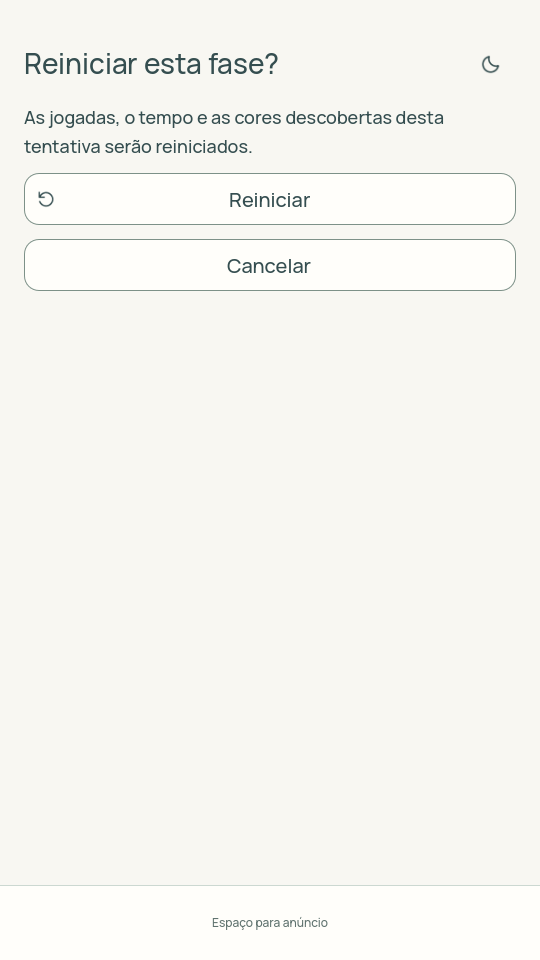 Reiniciar esta fase?
As jogadas, o tempo e as cores descobertas desta
tentativa serão reiniciados.
Reiniciar
Cancelar
Espaço para anúncio